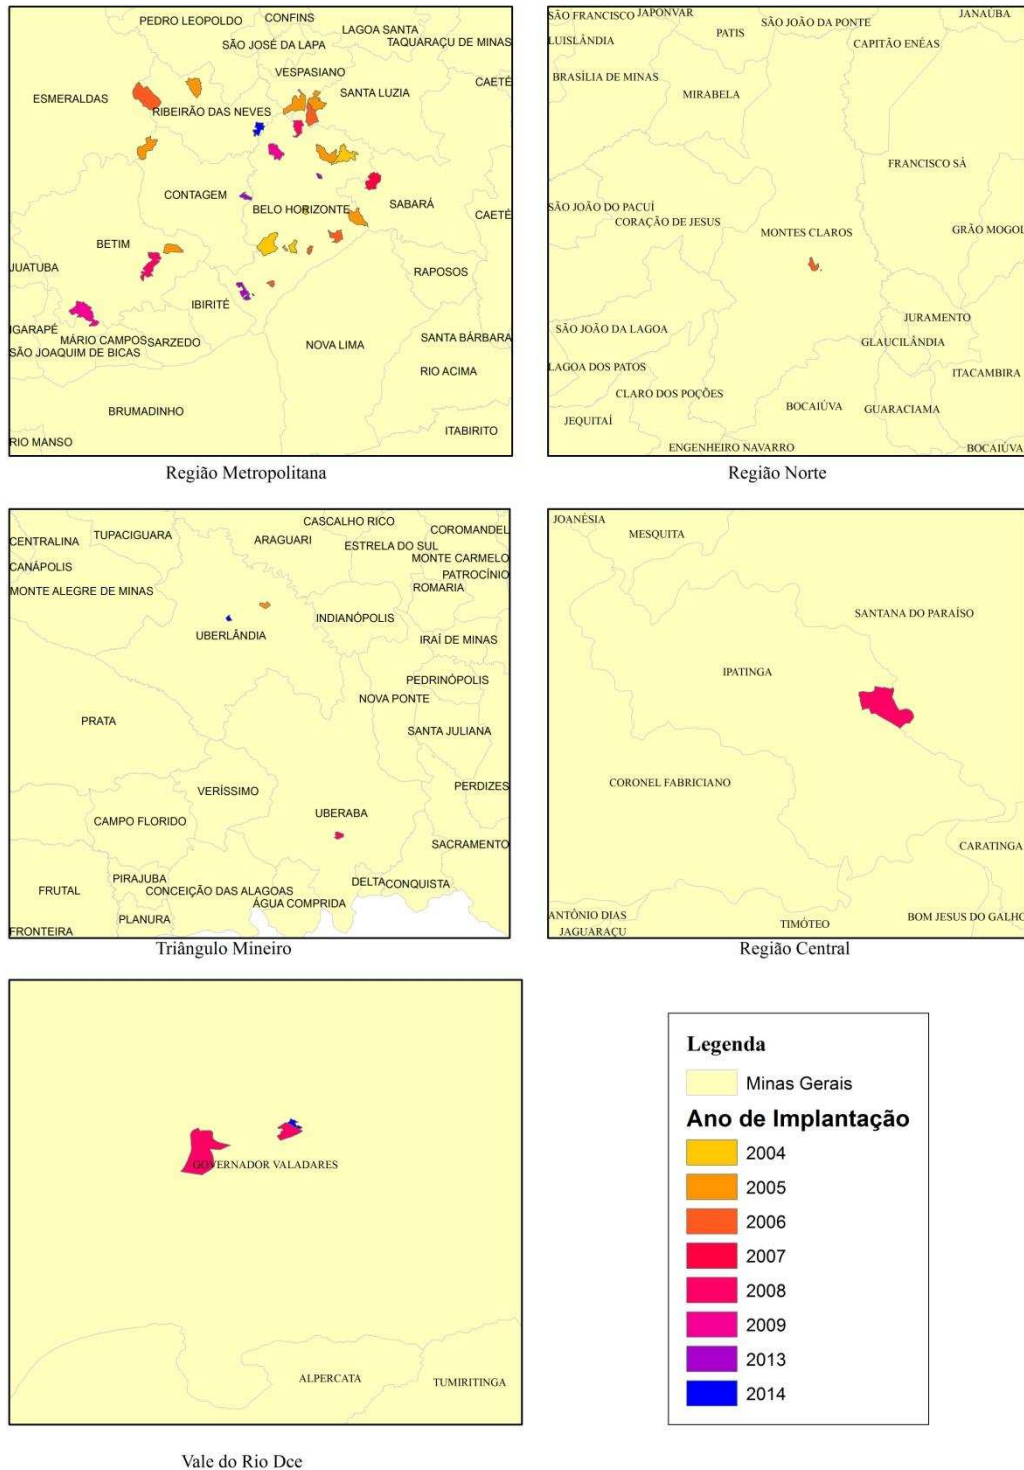 PEDRO LEOPOLDO
CONFINS
LAGOA SANTA
SÃO JOSÉ DA LAPA
TAQUARAÇU DE MINAS
VESPASIANO
CAETÉ
ESMERALDAS
SANTA LUZIA
RIBEIRÃO DAS NEVES
CONTAGEM
SABARÁ
BELO HORIZONTE
CAETÉ
BETIM
JUATUBA
RAPOSOS
IBIRITÉ
IGARAPÉ
MÁRIO CAMPOS
SARZEDO
NOVA LIMA
SANTA BÁRBARA
SÃO JOAQUIM DE BICAS
RIO ACIMA
BRUMADINHO
ITABIRITO
RIO MANSO
Região Metropolitana
SÃO FRANCISCO
JAPONVAR
JANAÚBA
SÃO JOÃO DA PONTE
LUISLÂNDIA
PATIS
CAPITÃO ENÉAS
BRASÍLIA DE MINAS
MIRABELA
FRANCISCO SÁ
SÃO JOÃO DO PACUÍ
CORAÇÃO DE JESUS
MONTES CLAROS
GRÃO MOGOL
JURAMENTO
SÃO JOÃO DA LAGOA
GLAUCILÂNDIA
LAGOA DOS PATOS
ITACAMBIRA
CLARO DOS POÇÕES
BOCAIÚVA
GUARACIAMA
JEQUITAÍ
ENGENHEIRO NAVARRO
BOCAIÚVA
Região Norte
CASCALHO RICO
COROMANDEL
TUPACIGUARA
CENTRALINA
ARAGUARI
ESTRELA DO SUL
MONTE CARMELO
CANÁPOLIS
PATROCÍNIO
MONTE ALEGRE DE MINAS
ROMARIA
INDIANÓPOLIS
UBERLÂNDIA
IRAÍ DE MINAS
PEDRINÓPOLIS
NOVA PONTE
PRATA
SANTA JULIANA
VERÍSSIMO
PERDIZES
UBERABA
CAMPO FLORIDO
SACRAMENTO
PIRAJUBA
DELTA
CONQUISTA
FRUTAL
CONCEIÇÃO DAS ALAGOAS
ÁGUA COMPRIDA
PLANURA
FRONTEIRA
Triângulo Mineiro
JOANÉSIA
MESQUITA
SANTANA DO PARAÍSO
IPATINGA
CORONEL FABRICIANO
CARATINGA
ANTÔNIO DIAS
TIMÓTEO
BOM JESUS DO GALHO
JAGUARAÇU
Região Central
GOVERNADOR VALADARES
ALPERCATA
TUMIRITINGA
Vale do Rio Dce
Legenda
Minas Gerais
Ano de Implantação
2004
2005
2006
2007
2008
2009
2013
2014